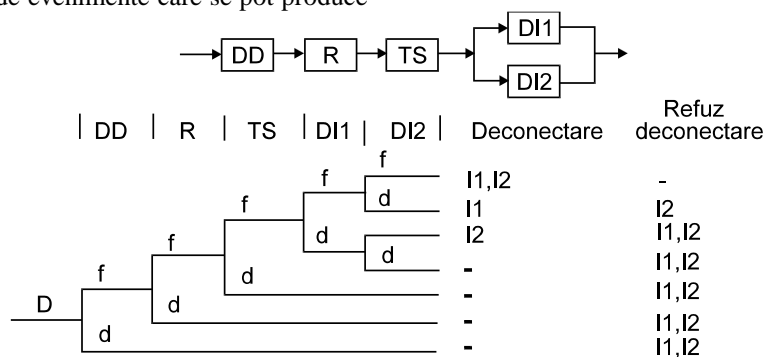 de evenimente care se pot produce
DI1
DD R TS
DI2
Refuz
| DD | R | TS | DI1 | DI2 | Deconectare deconectare
f
f I1,I2 -
d
f I1 I2
d I2 I1,I2
f d
- I1,I2
f d
- I1,I2
D d
- I1,I2
d
- I1,I2